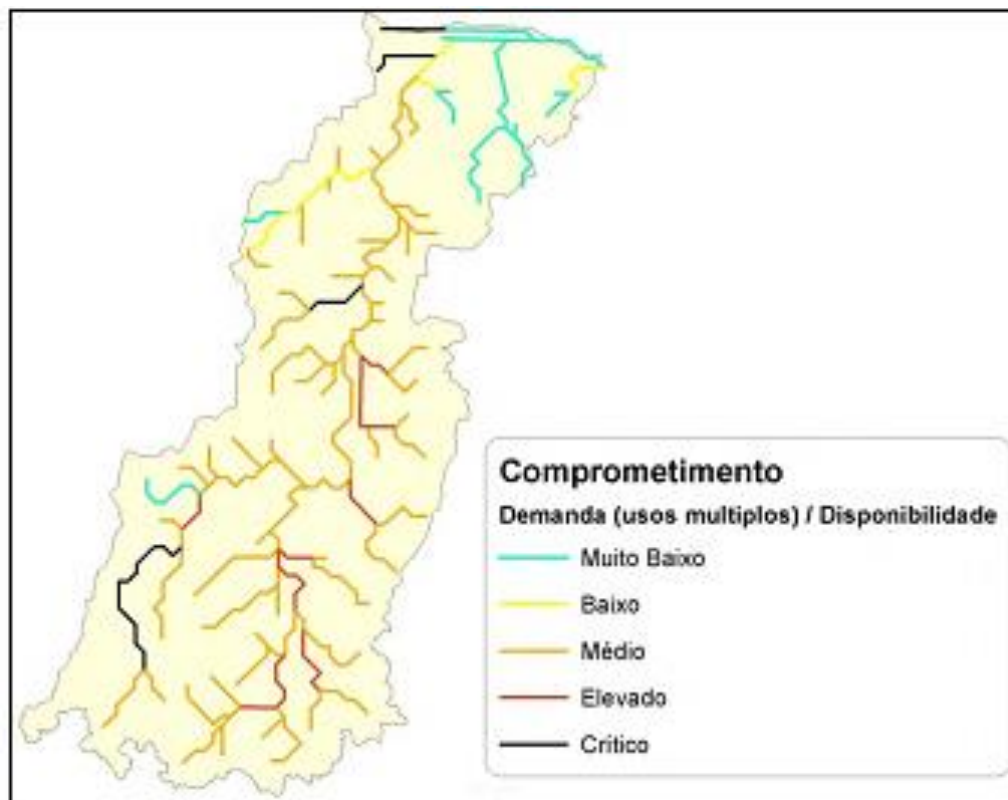 Comprometimento
Demanda (usos multiplos) / Disponibilidade
Muito Baixo
Baixo
Médio
Elevado
Crítico